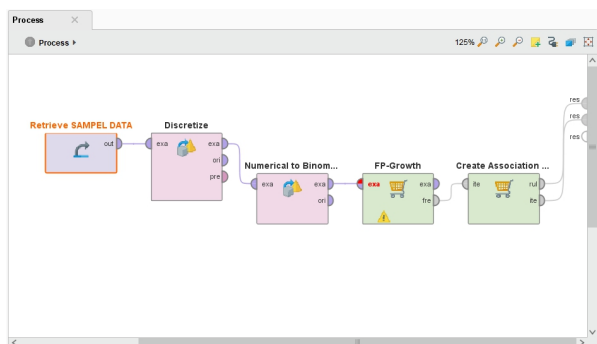 Process
Process
125%
Retrieve SAMPEL DATA
out
Discretize
exa
exa
ori
pre
Numerical to Binom...
exa
exa
ori
FP-Growth
exa
exa
fre
Create Association ...
ite
rul
ite
res
res
res